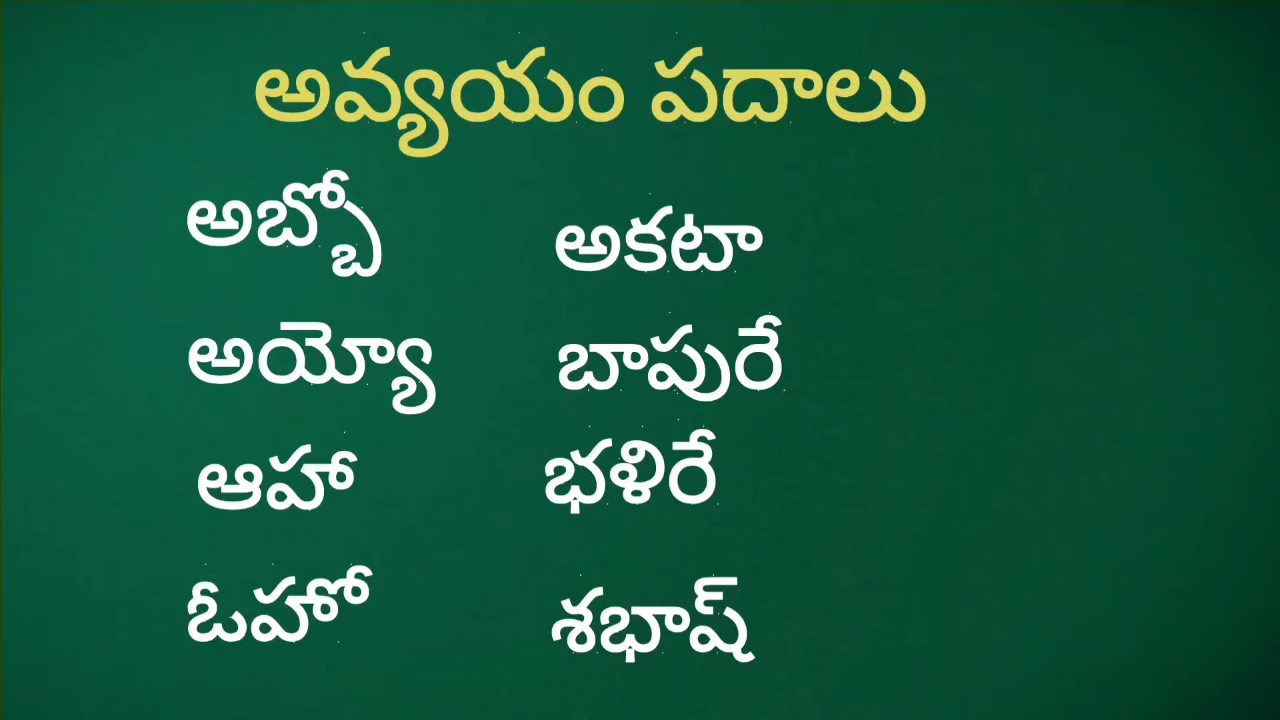 అవ్యయం పదాలు
అబ్బో
అకటా
అయ్యో
బాపురే
ఆహా
భళిరే
ఓహో
శభాష్